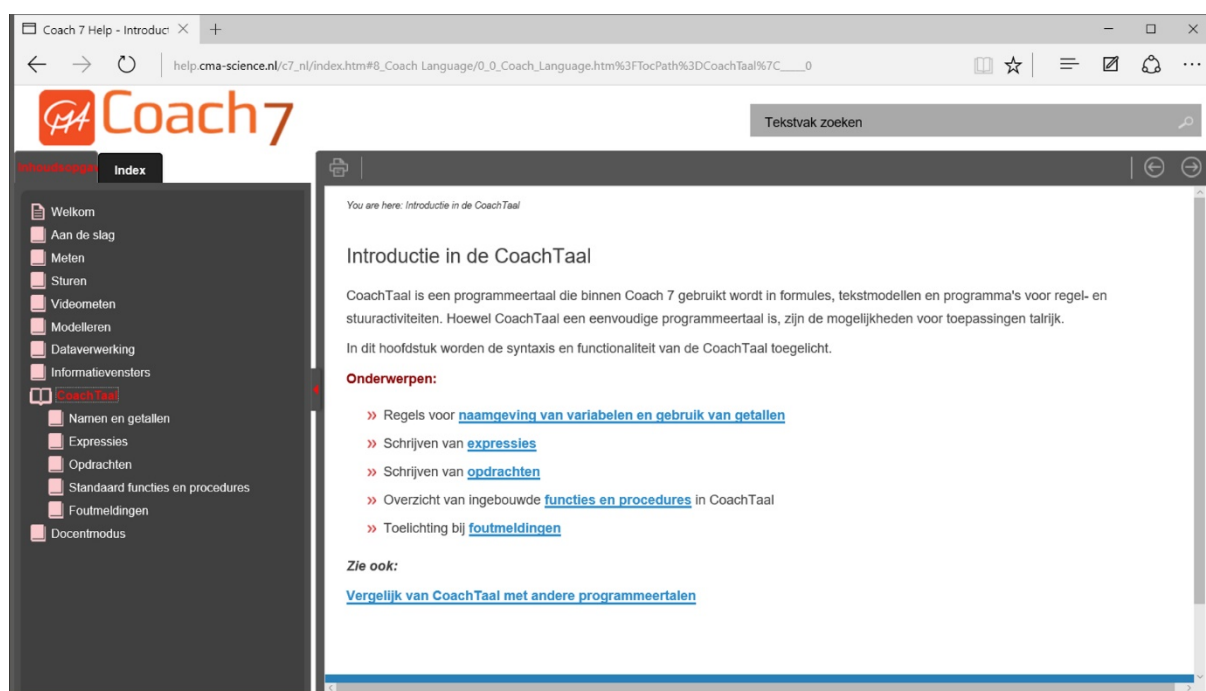 Coach 7 Help - Introduct
help.cma-science.nl/c7_nl/index.htm#8_Coach Language/0_0_Coach_Language.htm%3FTocPath%3DCoachTaal%7C____0
CMA Coach 7
Tekstvak zoeken
Inhoudsopge
Index
Welkom
Aan de slag
Meten
Sturen
Videometen
Modelleren
Dataverwerking
Informatievensters
CoachTaal
Namen en getallen
Expressies
Opdrachten
Standaard functies en procedures
Foutmeldingen
Docentmodus
You are here: Introductie in de CoachTaal
Introductie in de CoachTaal
CoachTaal is een programmeertaal die binnen Coach 7 gebruikt wordt in formules, tekstmodellen en programma's voor regel- en
stuuractiviteiten. Hoewel CoachTaal een eenvoudige programmeertaal is, zijn de mogelijkheden voor toepassingen talrijk.
In dit hoofdstuk worden de syntaxis en functionaliteit van de CoachTaal toegelicht.
Onderwerpen:
» Regels voor naamgeving van variabelen en gebruik van getallen
» Schrijven van expressies
» Schrijven van opdrachten
» Overzicht van ingebouwde functies en procedures in CoachTaal
» Toelichting bij foutmeldingen
Zie ook:
Vergelijk van CoachTaal met andere programmeertalen